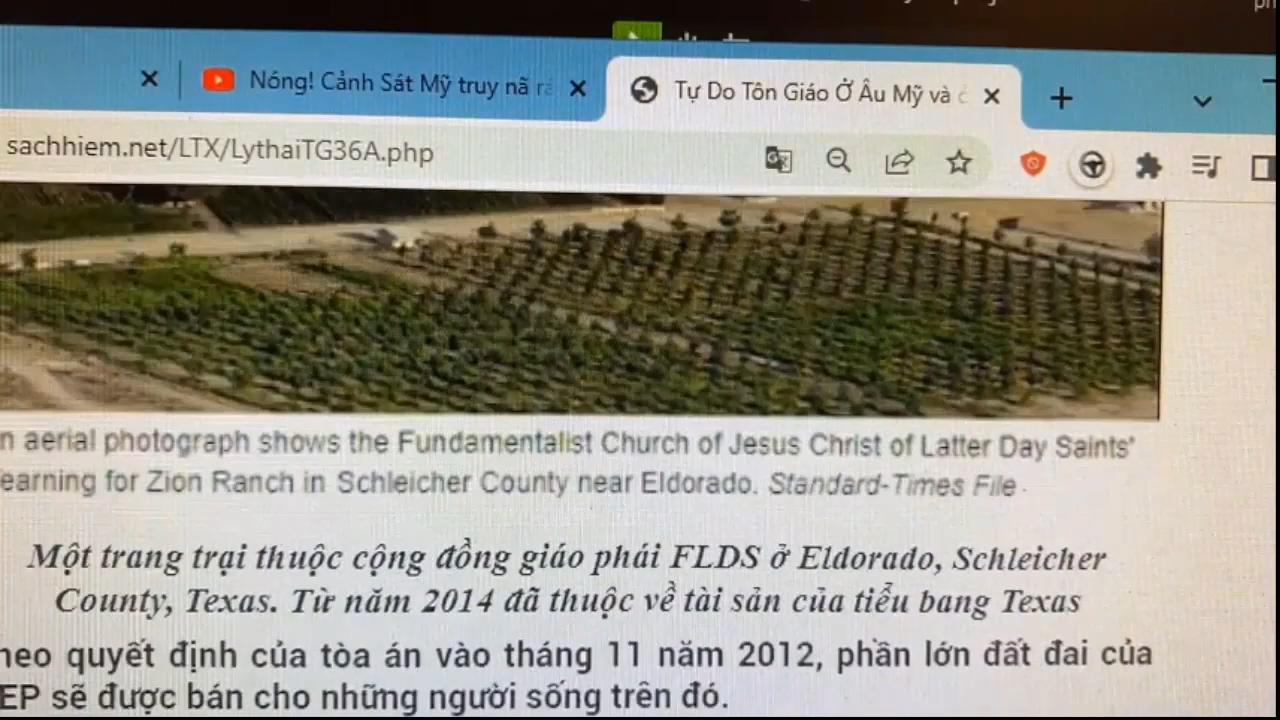 Nóng! Cảnh Sát Mỹ truy nã
Tự Do Tôn Giáo Ở Âu Mỹ và
sachhiem.net/LTX/LythaiTG36A.php
n aerial photograph shows the Fundamentalist Church of Jesus Christ of Latter Day Saints'
earning for Zion Ranch in Schleicher County near Eldorado. Standard-Times File
Một trang trại thuộc cộng đồng giáo phái FLDS ở Eldorado, Schleicher
County, Texas. Từ năm 2014 đã thuộc về tài sản của tiểu bang Texas
heo quyết định của tòa án vào tháng 11 năm 2012, phần lớn đất đai của
EP sẽ được bán cho những người sống trên đó.